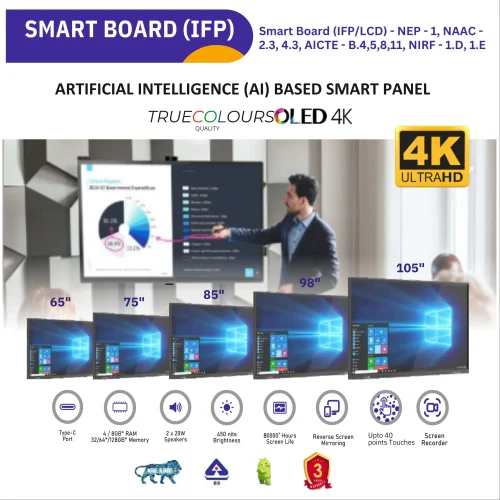 SMART BOARD (IFP)
Smart Board (IFP/LCD) - NEP - 1, NAAC -
2.3, 4.3, AICTE - B.4,5,8,11, NIRF - 1.D, 1.E
ARTIFICIAL INTELLIGENCE (AI) BASED SMART PANEL
TRUECOLOURSOLED 4K
QUALITY
4K
ULTRAHD
65"
75"
85"
98"
105"
Type-C
Port
4 / 8GB* RAM
32/64*/128GB* Memory
2 x 20W
Speakers
450 nits
Brightness
80000* Hours
Screen Life
Reverse Screen
Mirroring
Upto 40
points Touches
Screen
Recorder
MAKE IN INDIA
3